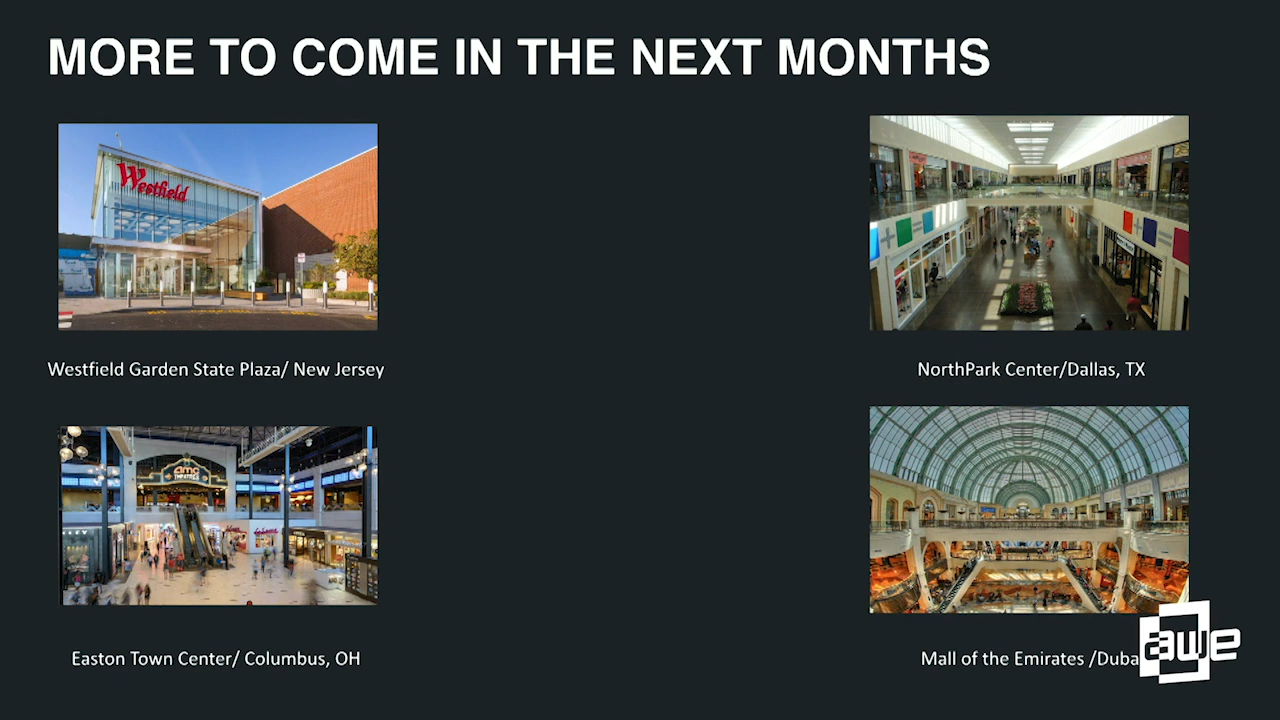 MORE TO COME IN THE NEXT MONTHS
Westfield
Westfield Garden State Plaza/ New Jersey
NorthPark Center/Dallas, TX
amc
THEATRES
Easton Town Center/ Columbus, OH
Mall of the Emirates /Duba
awe